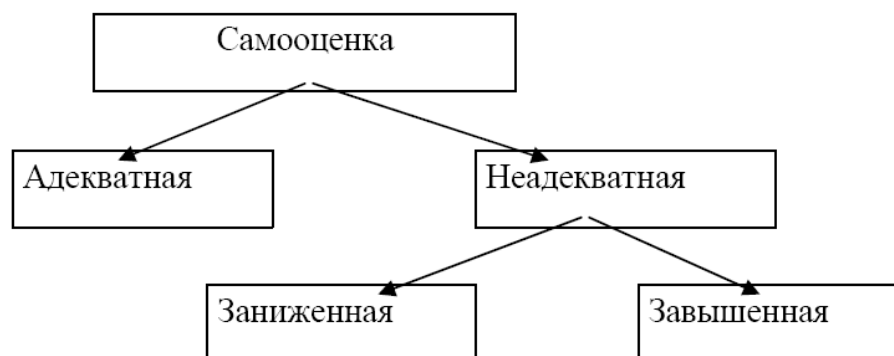 Самооценка
Адекватная
Неадекватная
Заниженная
Завышенная